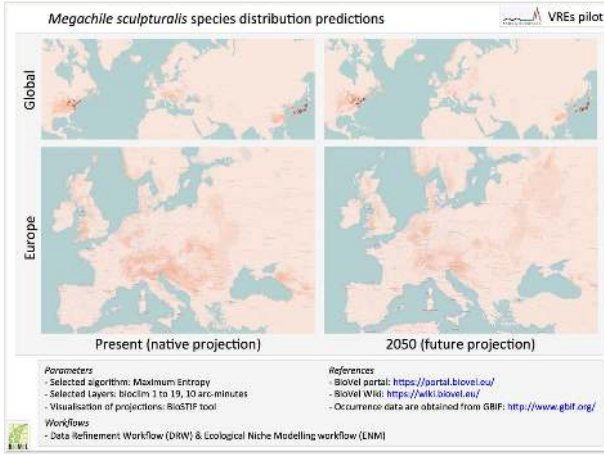 Megachile sculpturalis species distribution predictions
VREs pilot
Global
Europe
Present (native projection)
2050 (future projection)
Parameters
- Selected algorithm: Maximum Entropy
- Selected Layers: bioclim 1 to 19, 10 arc-minutes
- Visualisation of projections: BioSTIF tool
Workflows
- Data Refinement Workflow (DRW) & Ecological Niche Modelling workflow (ENM)
References
- BioVel portal: https://portal.biovel.eu/
- BioVel Wiki: https://wiki.biovel.eu/
- Occurrence data are obtained from GBIF: http://www.gbif.org/